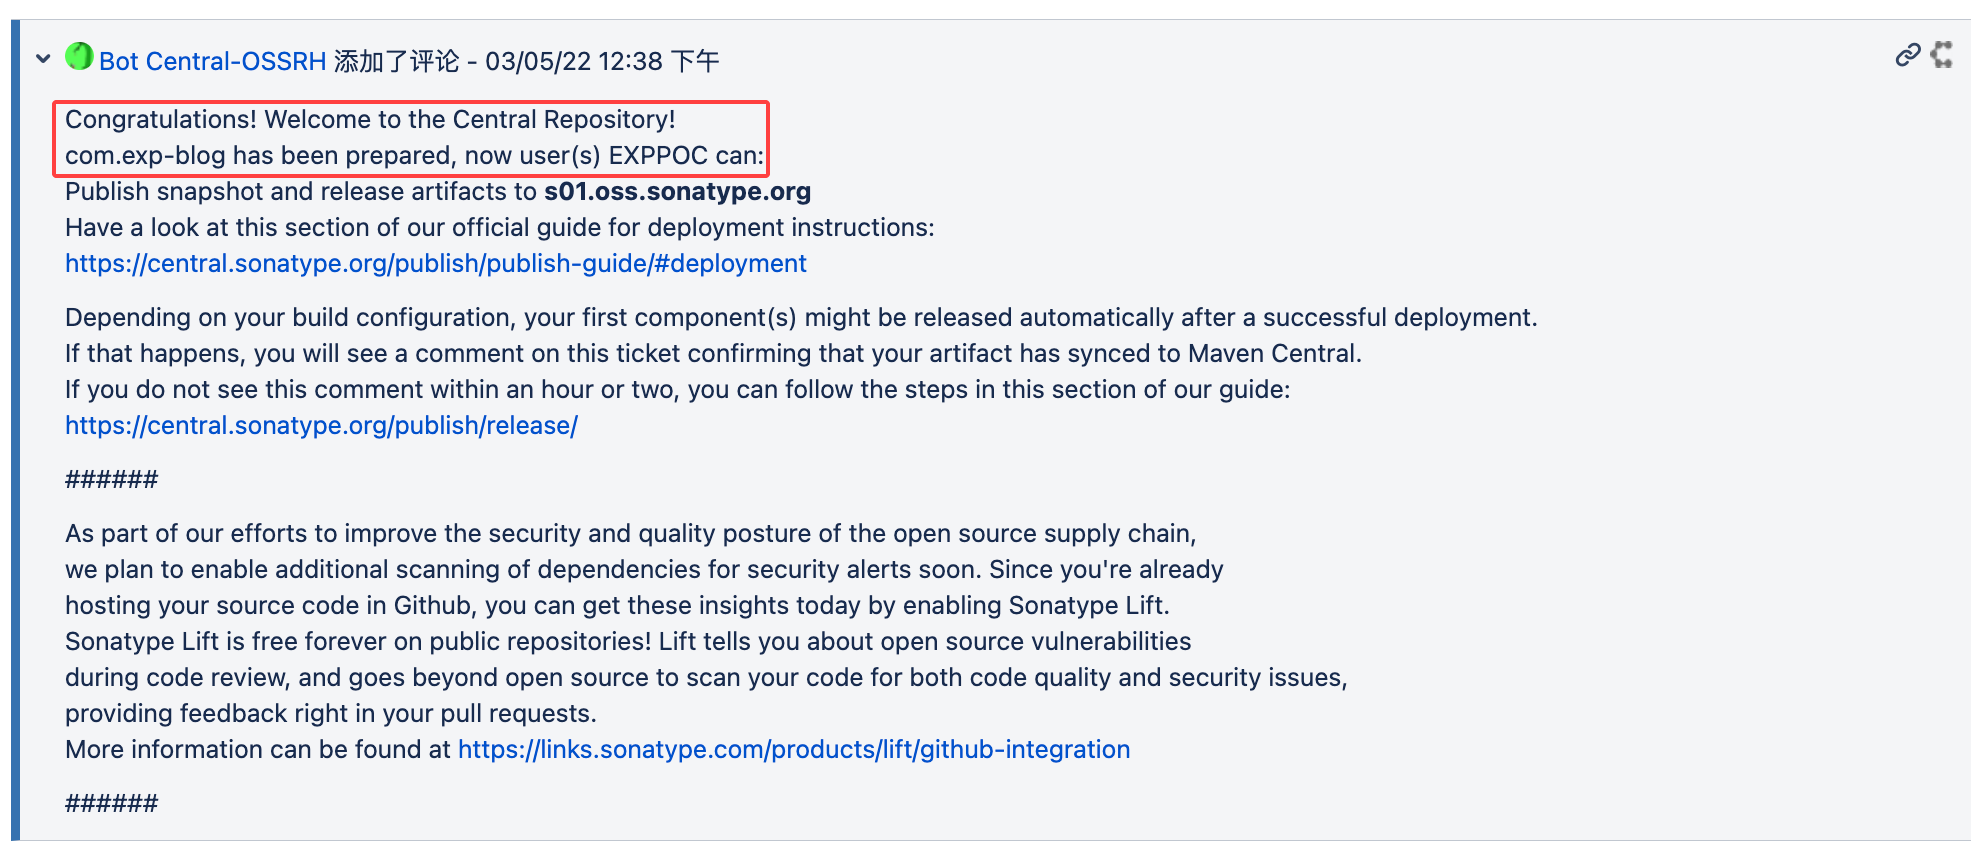 Bot Central-OSSRH 添加了评论 - 03/05/22 12:38 下午
Congratulations! Welcome to the Central Repository!
com.exp-blog has been prepared, now user(s) EXPPOC can:
Publish snapshot and release artifacts to s01.oss.sonatype.org
Have a look at this section of our official guide for deployment instructions:
https://central.sonatype.org/publish/publish-guide/#deployment
Depending on your build configuration, your first component(s) might be released automatically after a successful deployment.
If that happens, you will see a comment on this ticket confirming that your artifact has synced to Maven Central.
If you do not see this comment within an hour or two, you can follow the steps in this section of our guide:
https://central.sonatype.org/publish/release/
######
As part of our efforts to improve the security and quality posture of the open source supply chain,
we plan to enable additional scanning of dependencies for security alerts soon. Since you're already
hosting your source code in Github, you can get these insights today by enabling Sonatype Lift.
Sonatype Lift is free forever on public repositories! Lift tells you about open source vulnerabilities
during code review, and goes beyond open source to scan your code for both code quality and security issues,
providing feedback right in your pull requests.
More information can be found at https://links.sonatype.com/products/lift/github-integration
######